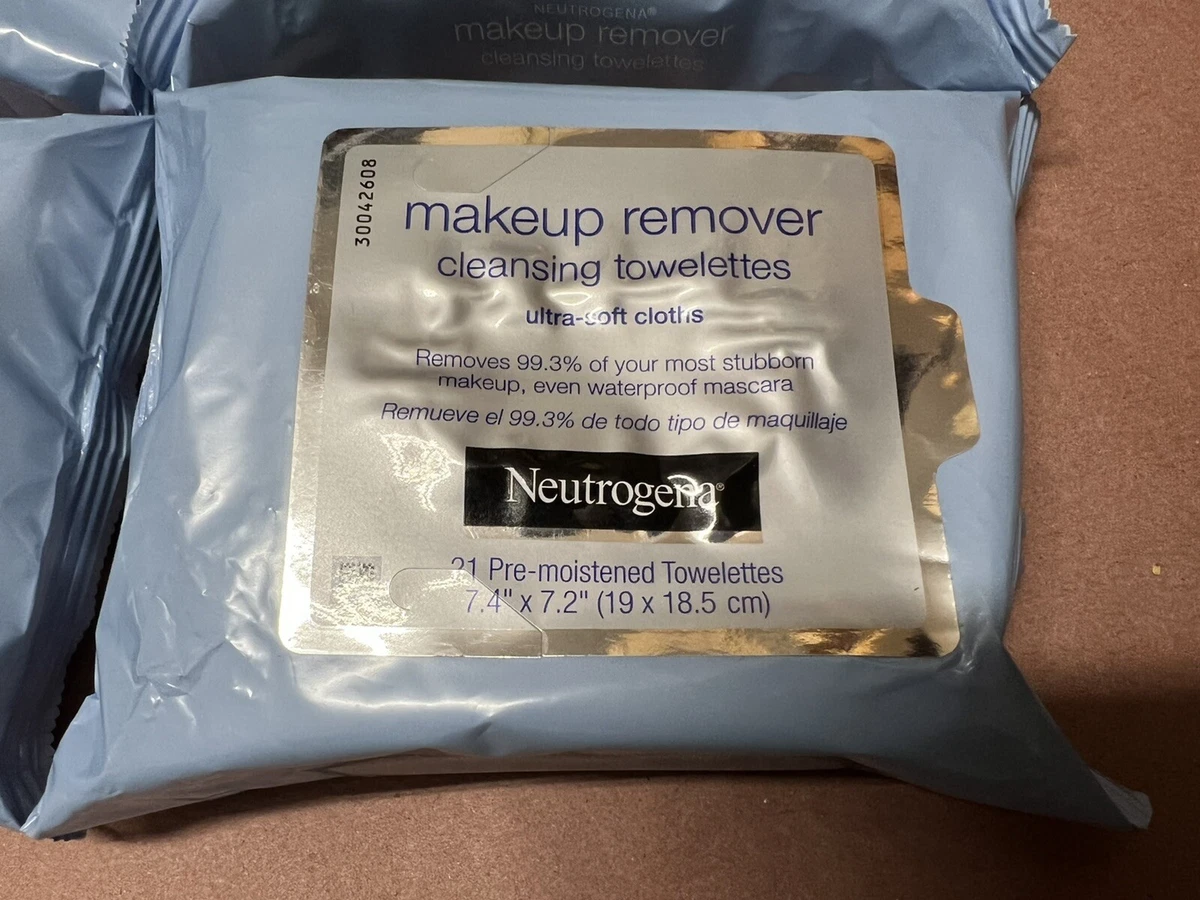 NEUTROGENA®
makeup remover
cleansing towelettes
30042608
makeup remover
cleansing towelettes
ultra-soft cloths
Removes 99.3% of your most stubborn
makeup, even waterproof mascara
Remueve el 99.3% de todo tipo de maquillaje
Neutrogena®
21 Pre-moistened Towelettes
7.4" x 7.2" (19 x 18.5 cm)